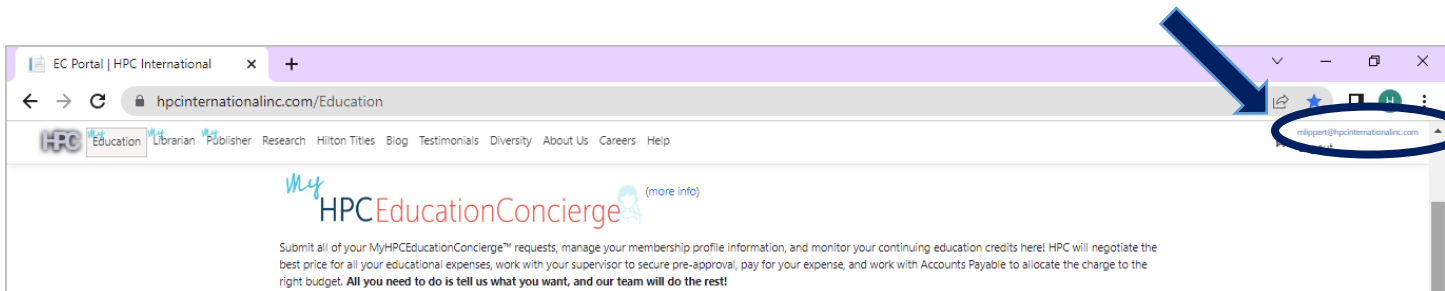 EC Portal | HPC International
hpcinternationalinc.com/Education
H
HPC My Education My Librarian My Publisher Research Hilton Titles Blog Testimonials Diversity About Us Careers Help
mlippert@hpcinternationalinc.com
My
HPCEducationConcierge (more info)
Submit all of your MyHPCEducationConcierge™ requests, manage your membership profile information, and monitor your continuing education credits here! HPC will negotiate the
best price for all your educational expenses, work with your supervisor to secure pre-approval, pay for your expense, and work with Accounts Payable to allocate the charge to the
right budget. All you need to do is tell us what you want, and our team will do the rest!